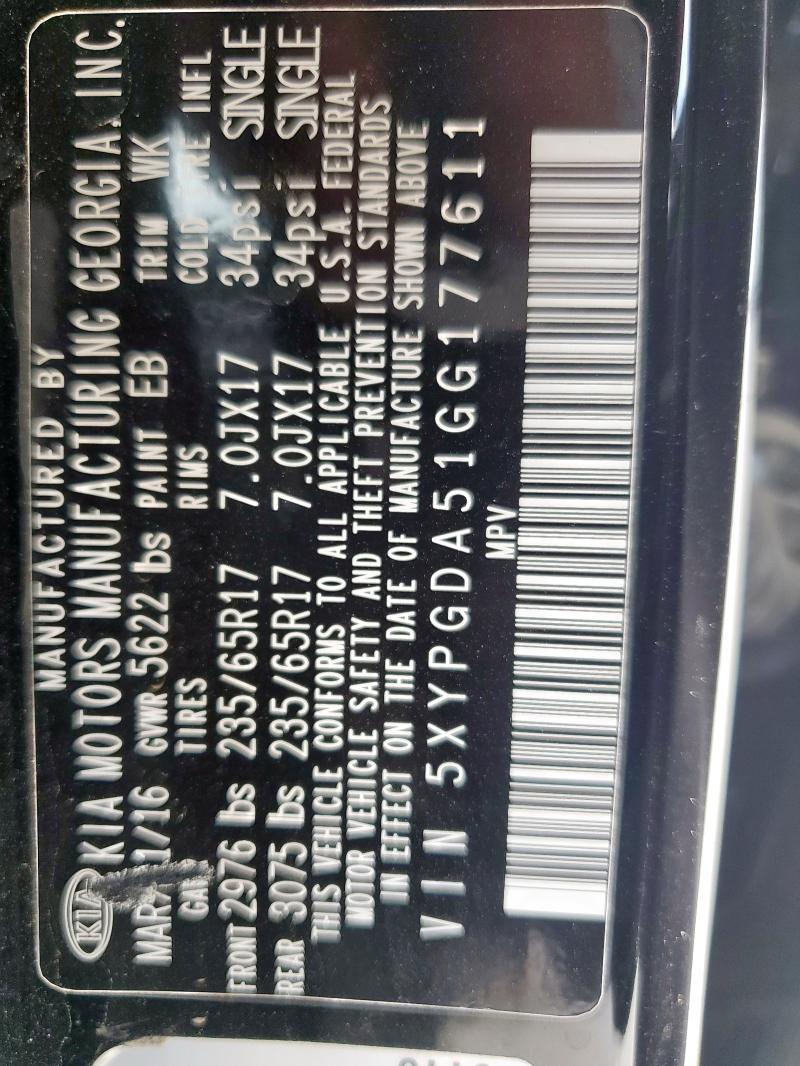 MANUFACTURED BY
KIA KIA MOTORS MANUFACTURING GEORGIA. INC.
1/16 GVWR 5622 lbs PAINT EB TRIM WK
TIRES RIMS COLD INFL
FRONT 2976 lbs 235/65R17 7.0JX17 34psi SINGLE
REAR 3075 lbs 235/65R17 7.0JX17 34psi SINGLE
THIS VEHICLE CONFORMS TO ALL APPLICABLE U.S.A. FEDERAL
MOTOR VEHICLE SAFETY AND THEFT PREVENTION STANDARDS
IN EFFECT ON THE DATE OF MANUFACTURE SHOWN ABOVE
VIN 5XYPGDA51GG177611
MPV